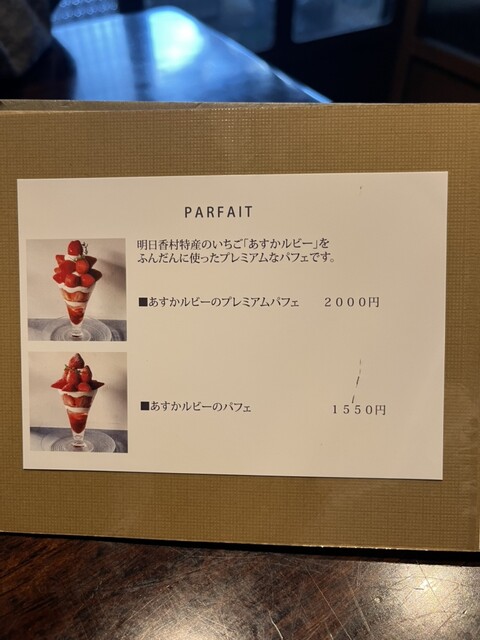 PARFAIT
明日香村特産のいちご「あすかルビー」を
ふんだんに使ったプレミアムなパフェです。
■あすかルビーのプレミアムパフェ　２０００円
■あすかルビーのパフェ　１５５０円